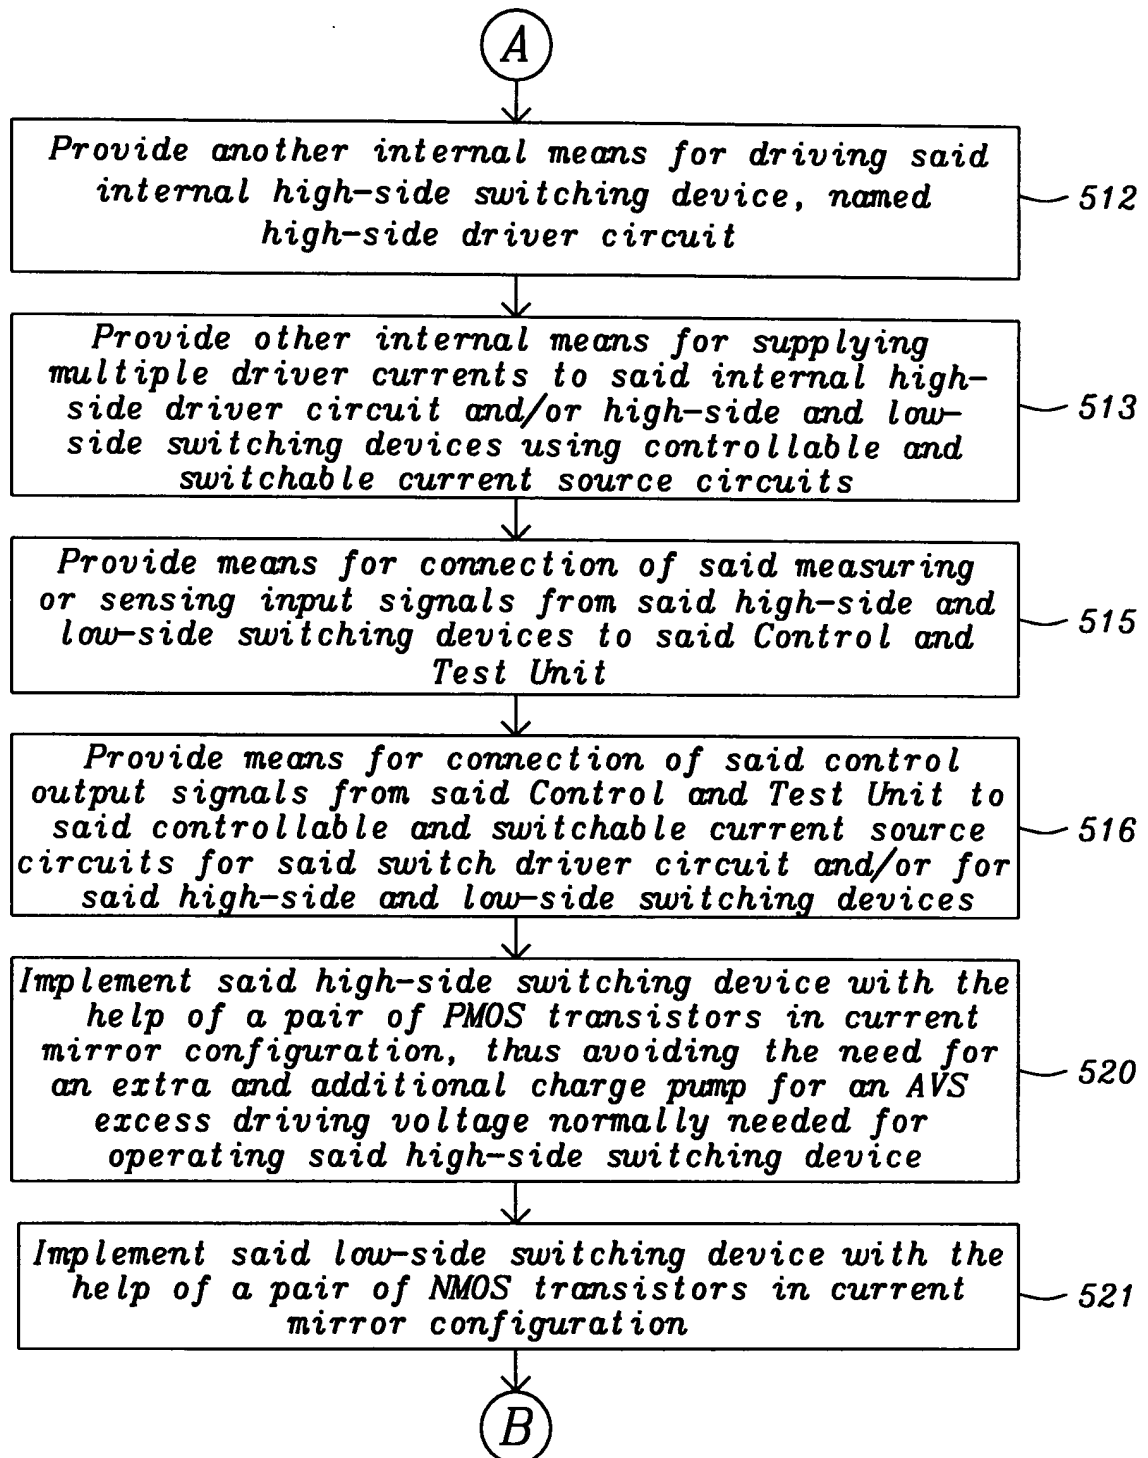 A
Provide another internal means for driving said
internal high-side switching device, named
high-side driver circuit
512
Provide other internal means for supplying
multiple driver currents to said internal high-
side driver circuit and/or high-side and low-
side switching devices using controllable and
switchable current source circuits
513
Provide means for connection of said measuring
or sensing input signals from said high-side and
low-side switching devices to said Control and
Test Unit
515
Provide means for connection of said control
output signals from said Control and Test Unit to
said controllable and switchable current source
circuits for said switch driver circuit and/or for
said high-side and low-side switching devices
516
Implement said high-side switching device with the
help of a pair of PMOS transistors in current
mirror configuration, thus avoiding the need for
an extra and additional charge pump for an AVS
excess driving voltage normally needed for
operating said high-side switching device
520
Implement said low-side switching device with the
help of a pair of NMOS transistors in current
mirror configuration
521
B